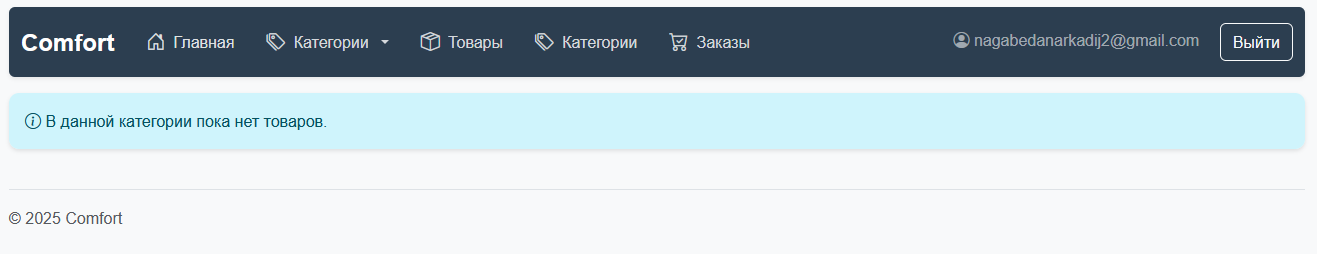 Comfort Главная Категории Товары Категории Заказы nagabedanarkadij2@gmail.com Выйти
В данной категории пока нет товаров.
© 2025 Comfort